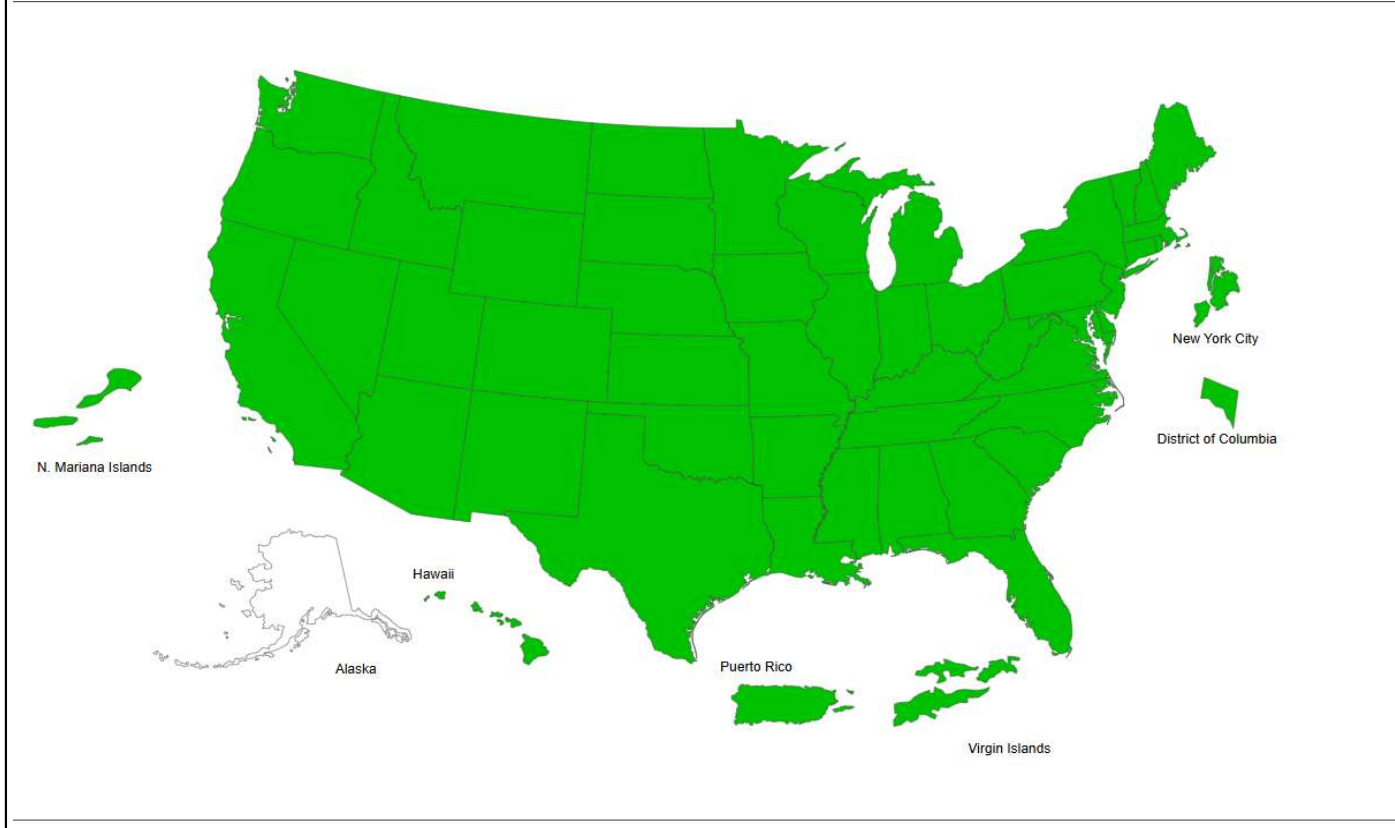 New York City
District of Columbia
N. Mariana Islands
Hawaii
Alaska
Puerto Rico
Virgin Islands